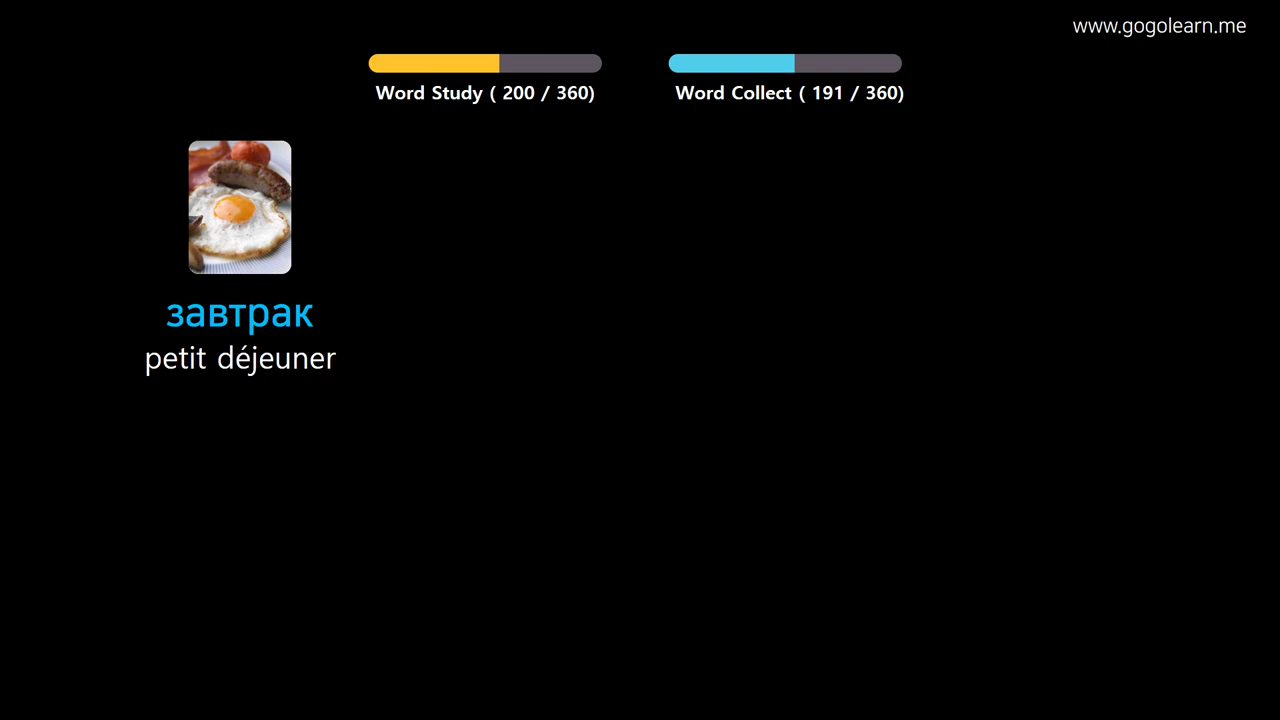 www.gogolearn.me
Word Study ( 200 / 360)
Word Collect ( 191 / 360)
завтрак
petit déjeuner